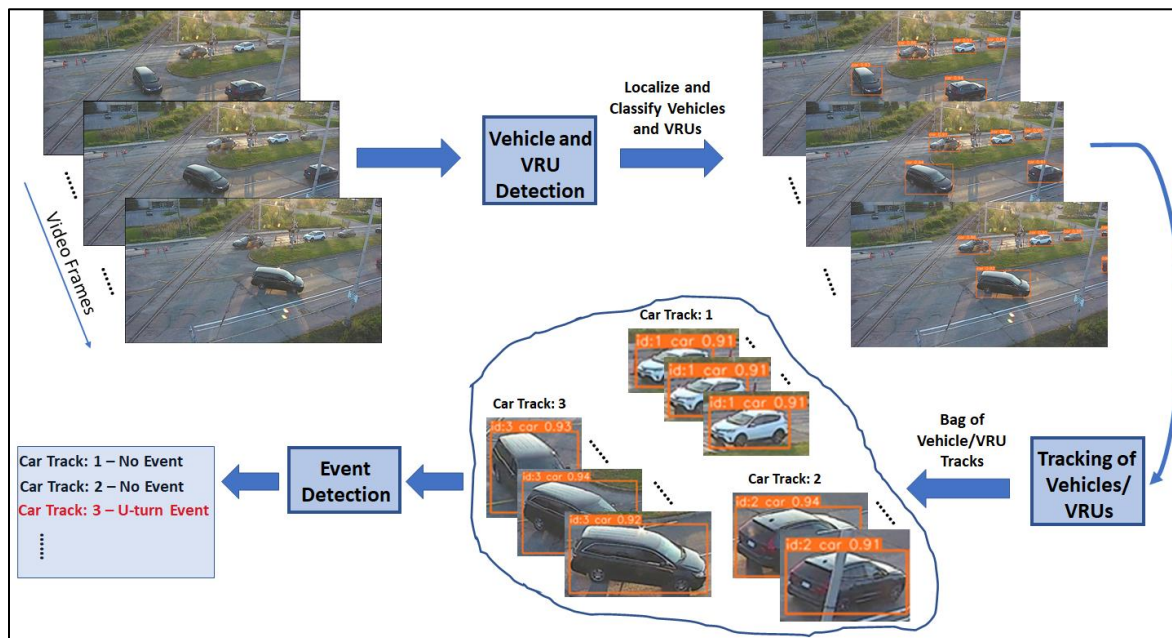 Video Frames
Vehicle and
VRU
Detection
Localize and
Classify Vehicles
and VRUs
Tracking of
Vehicles/
VRUs
Bag of
Vehicle/VRU
Tracks
Car Track: 1
id:1 car 0.91
id:1 car 0.91
id:1 car 0.91
Car Track: 3
id:3 car 0.93
id:3 car 0.94
id:3 car 0.92
Car Track: 2
id:2 car 0.94
id:2 car 0.91
Event
Detection
Car Track: 1 – No Event
Car Track: 2 – No Event
Car Track: 3 – U-turn Event